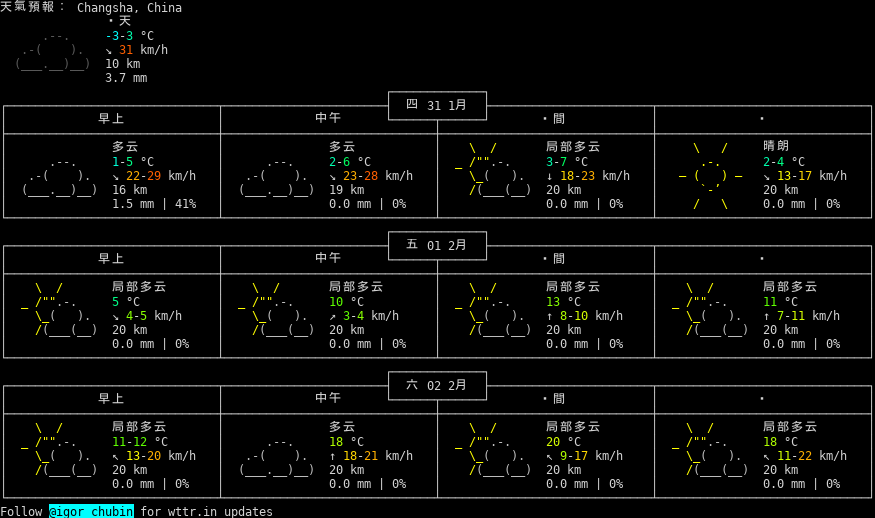 天氣預報： Changsha, China
・天
-3-3 °C
↘ 31 km/h
10 km
3.7 mm
四 31 1月
早上 中午 ・間 ・
多云 多云 局部多云 晴朗
1-5 °C 2-6 °C 3-7 °C 2-4 °C
↘ 22-29 km/h ↘ 23-28 km/h ↓ 18-23 km/h ↘ 13-17 km/h
16 km 19 km 20 km 20 km
1.5 mm | 41% 0.0 mm | 0% 0.0 mm | 0% 0.0 mm | 0%
五 01 2月
早上 中午 ・間 ・
局部多云 局部多云 局部多云 局部多云
5 °C 10 °C 13 °C 11 °C
↘ 4-5 km/h ↗ 3-4 km/h ↑ 8-10 km/h ↑ 7-11 km/h
20 km 20 km 20 km 20 km
0.0 mm | 0% 0.0 mm | 0% 0.0 mm | 0% 0.0 mm | 0%
六 02 2月
早上 中午 ・間 ・
局部多云 多云 局部多云 局部多云
11-12 °C 18 °C 20 °C 18 °C
↖ 13-20 km/h ↑ 18-21 km/h ↖ 9-17 km/h ↖ 11-22 km/h
20 km 20 km 20 km 20 km
0.0 mm | 0% 0.0 mm | 0% 0.0 mm | 0% 0.0 mm | 0%
Follow @igor_chubin for wttr.in updates